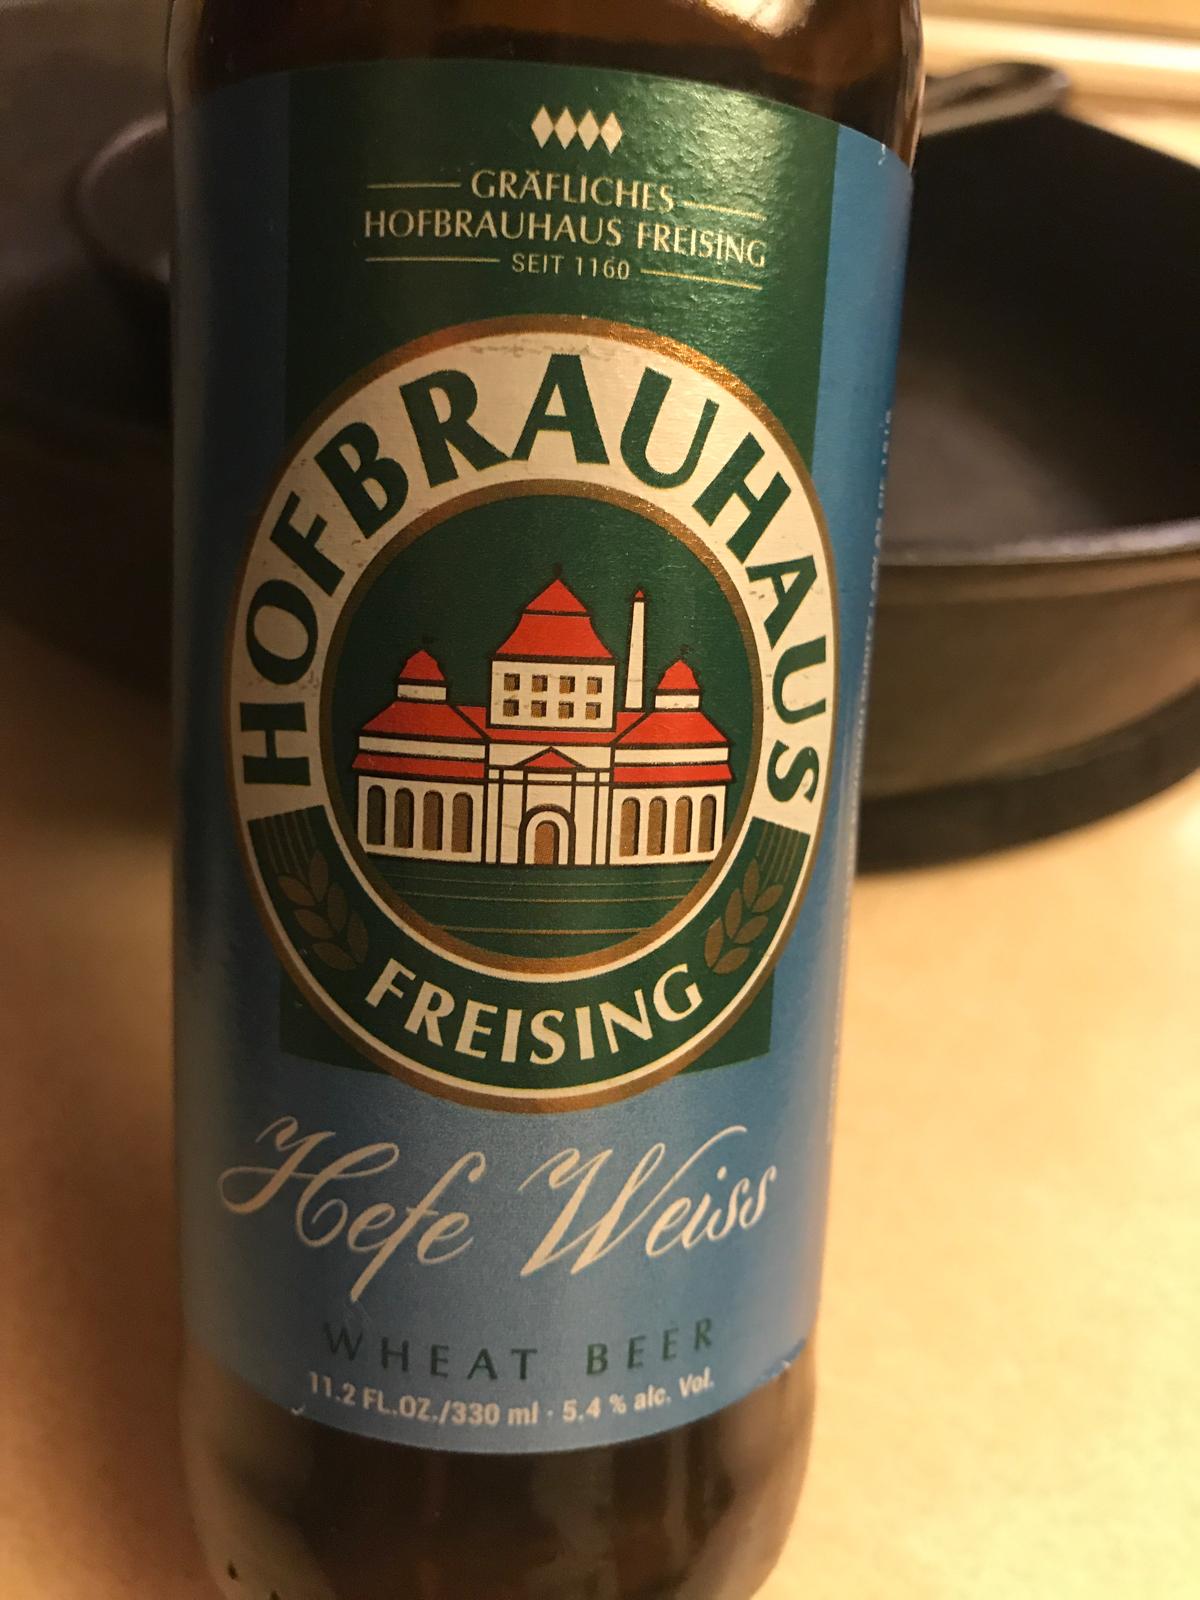 GRÄFLICHES
HOFBRAUHAUS FREISING
SEIT 1160
HOFBRAUHAUS
FREISING
Hefe Weiss
WHEAT BEER
11.2 FL.OZ./330 ml · 5.4 % alc. Vol.